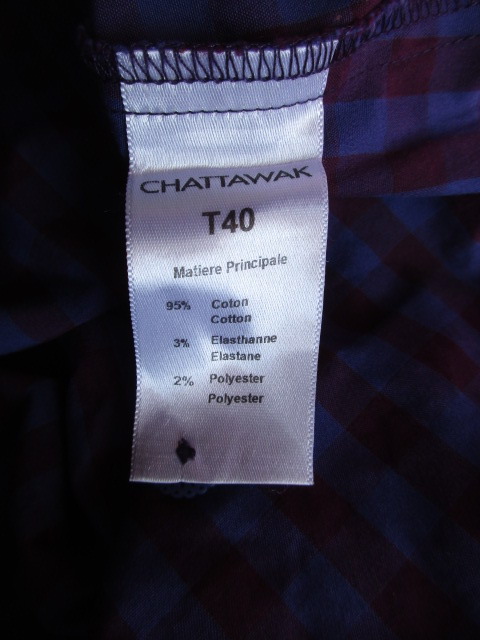 CHATTAWAK
T40
Matiere Principale
95% Coton
Cotton
3% Elasthanne
Elastane
2% Polyester
Polyester